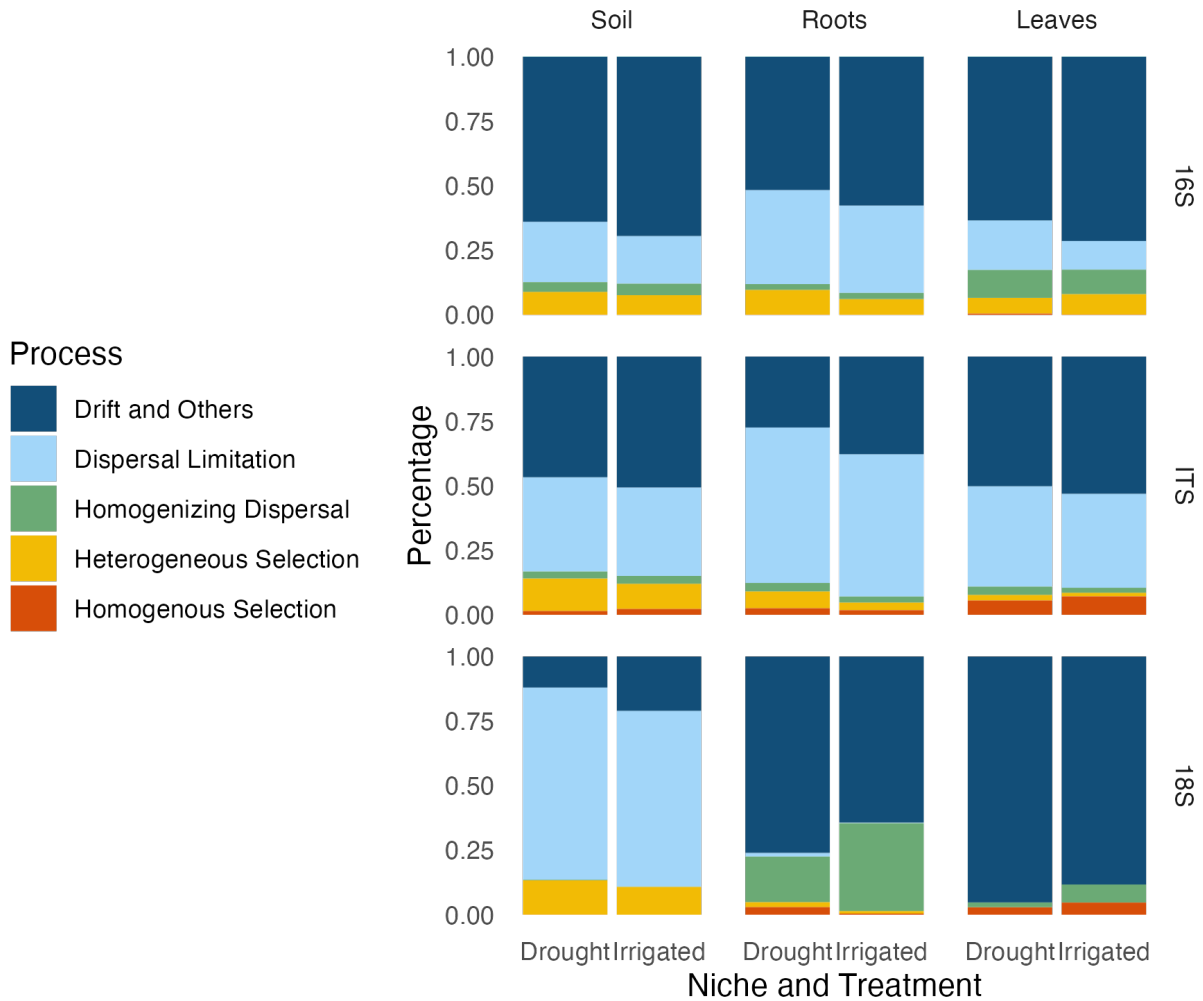 Soil Roots Leaves
1.00
0.75
0.50
0.25
0.00
16S
1.00
0.75
0.50
0.25
0.00
ITS
1.00
0.75
0.50
0.25
0.00
18S
Percentage
Process
Drift and Others
Dispersal Limitation
Homogenizing Dispersal
Heterogeneous Selection
Homogenous Selection
Drought Irrigated Drought Irrigated Drought Irrigated
Niche and Treatment